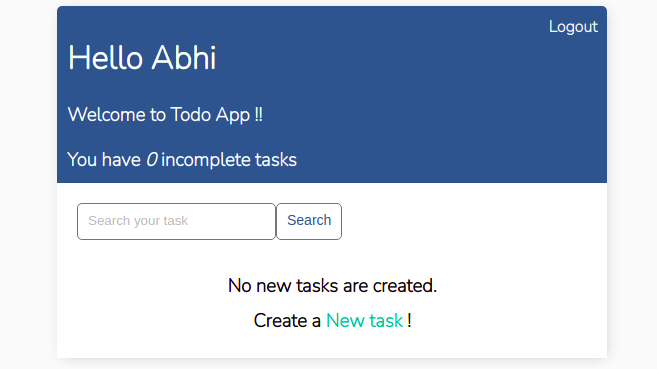 Logout
Hello Abhi
Welcome to Todo App !!
You have 0 incomplete tasks
Search your task
Search
No new tasks are created.
Create a New task !